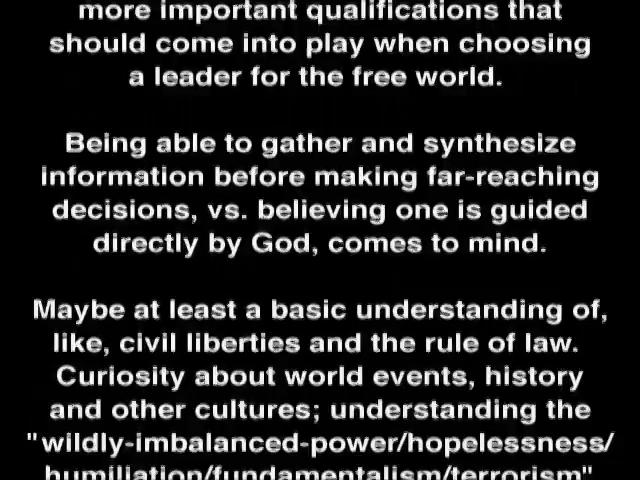 more important qualifications that
should come into play when choosing
a leader for the free world.
Being able to gather and synthesize
information before making far-reaching
decisions, vs. believing one is guided
directly by God, comes to mind.
Maybe at least a basic understanding of,
like, civil liberties and the rule of law.
Curiosity about world events, history
and other cultures; understanding the
"wildly-imbalanced-power/hopelessness/
humiliation/fundamentalism/terrorism"